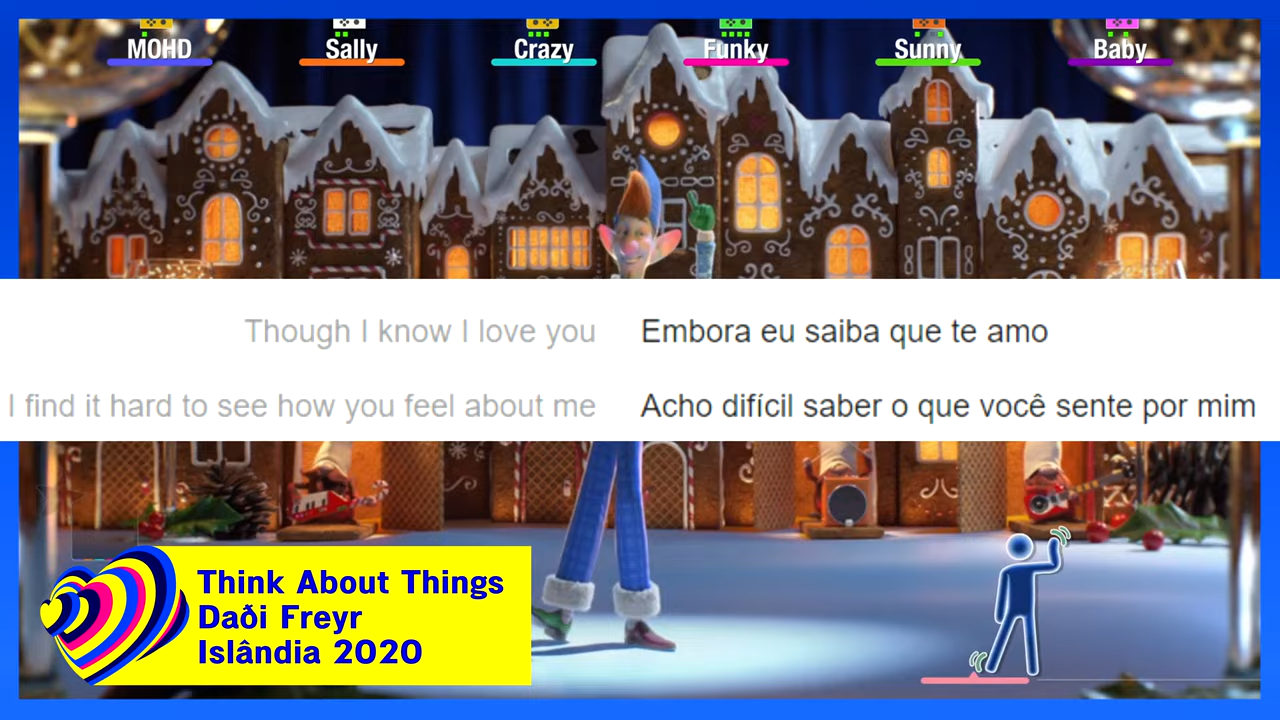 MOHD Sally Crazy Funky Sunny Baby
Though I know I love you Embora eu saiba que te amo
I find it hard to see how you feel about me Acho difícil saber o que você sente por mim
Think About Things
Daði Freyr
Islândia 2020